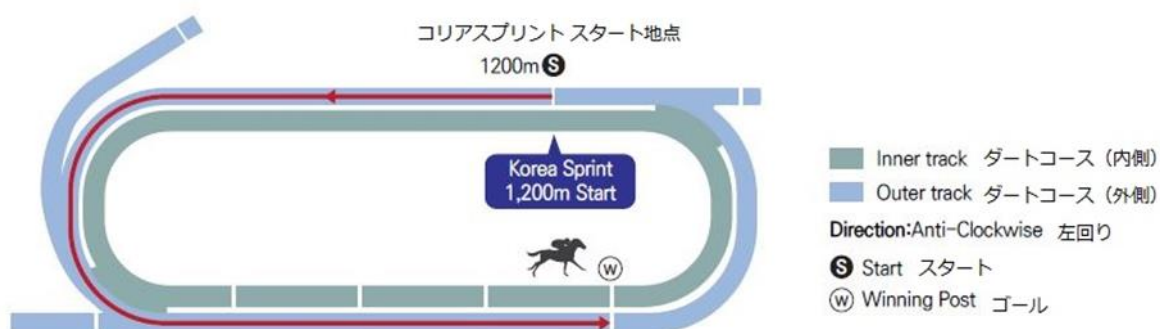 コリアスプリント スタート地点
1200m S
Korea Sprint
1,200m Start
W
Inner track ダートコース（内側）
Outer track ダートコース（外側）
Direction:Anti-Clockwise 左回り
S Start スタート
W Winning Post ゴール